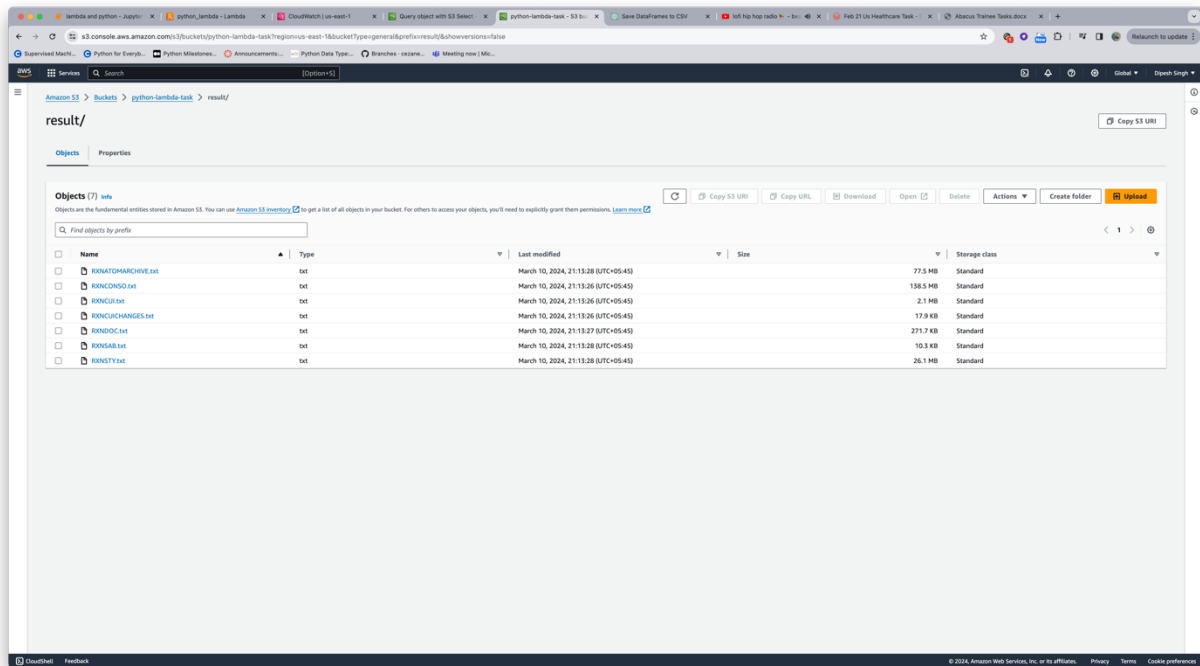 lambda and python - Jupyter
python_lambda - Lambda
CloudWatch | us-east-1
Query object with S3 Select
python-lambda-task - S3 bu
Save DataFrames to CSV
lofi hip hop radio
Feb 21 Us Healthcare Task -
Abacus Trainee Tasks.docx
s3.console.aws.amazon.com/s3/buckets/python-lambda-task?region=us-east-1&bucketType=general&prefix=result/&showversions=false
New
Relaunch to update
Supervised Machi...
Python for Everyb...
Python Milestones...
Announcements:...
Python Data Type:...
Branches · cezane...
Meeting now | Mic...
aws
Services
Search
[Option+S]
Global
Dipesh Singh
Amazon S3 > Buckets > python-lambda-task > result/
result/
Copy S3 URI
Objects
Properties
Objects (7) Info
Copy S3 URI
Copy URL
Download
Open
Delete
Actions
Create folder
Upload
Objects are the fundamental entities stored in Amazon S3. You can use Amazon S3 inventory to get a list of all objects in your bucket. For others to access your objects, you'll need to explicitly grant them permissions. Learn more
Find objects by prefix
1
Name Type Last modified Size Storage class
RXNATOMARCHIVE.txt txt March 10, 2024, 21:13:28 (UTC+05:45) 77.5 MB Standard
RXNCONSO.txt txt March 10, 2024, 21:13:26 (UTC+05:45) 138.5 MB Standard
RXNCUI.txt txt March 10, 2024, 21:13:26 (UTC+05:45) 2.1 MB Standard
RXNCUICHANGES.txt txt March 10, 2024, 21:13:26 (UTC+05:45) 17.9 KB Standard
RXNDOC.txt txt March 10, 2024, 21:13:27 (UTC+05:45) 271.7 KB Standard
RXNSAB.txt txt March 10, 2024, 21:13:28 (UTC+05:45) 10.3 KB Standard
RXNSTY.txt txt March 10, 2024, 21:13:28 (UTC+05:45) 26.1 MB Standard
CloudShell
Feedback
© 2024, Amazon Web Services, Inc. or its affiliates.
Privacy
Terms
Cookie preferences